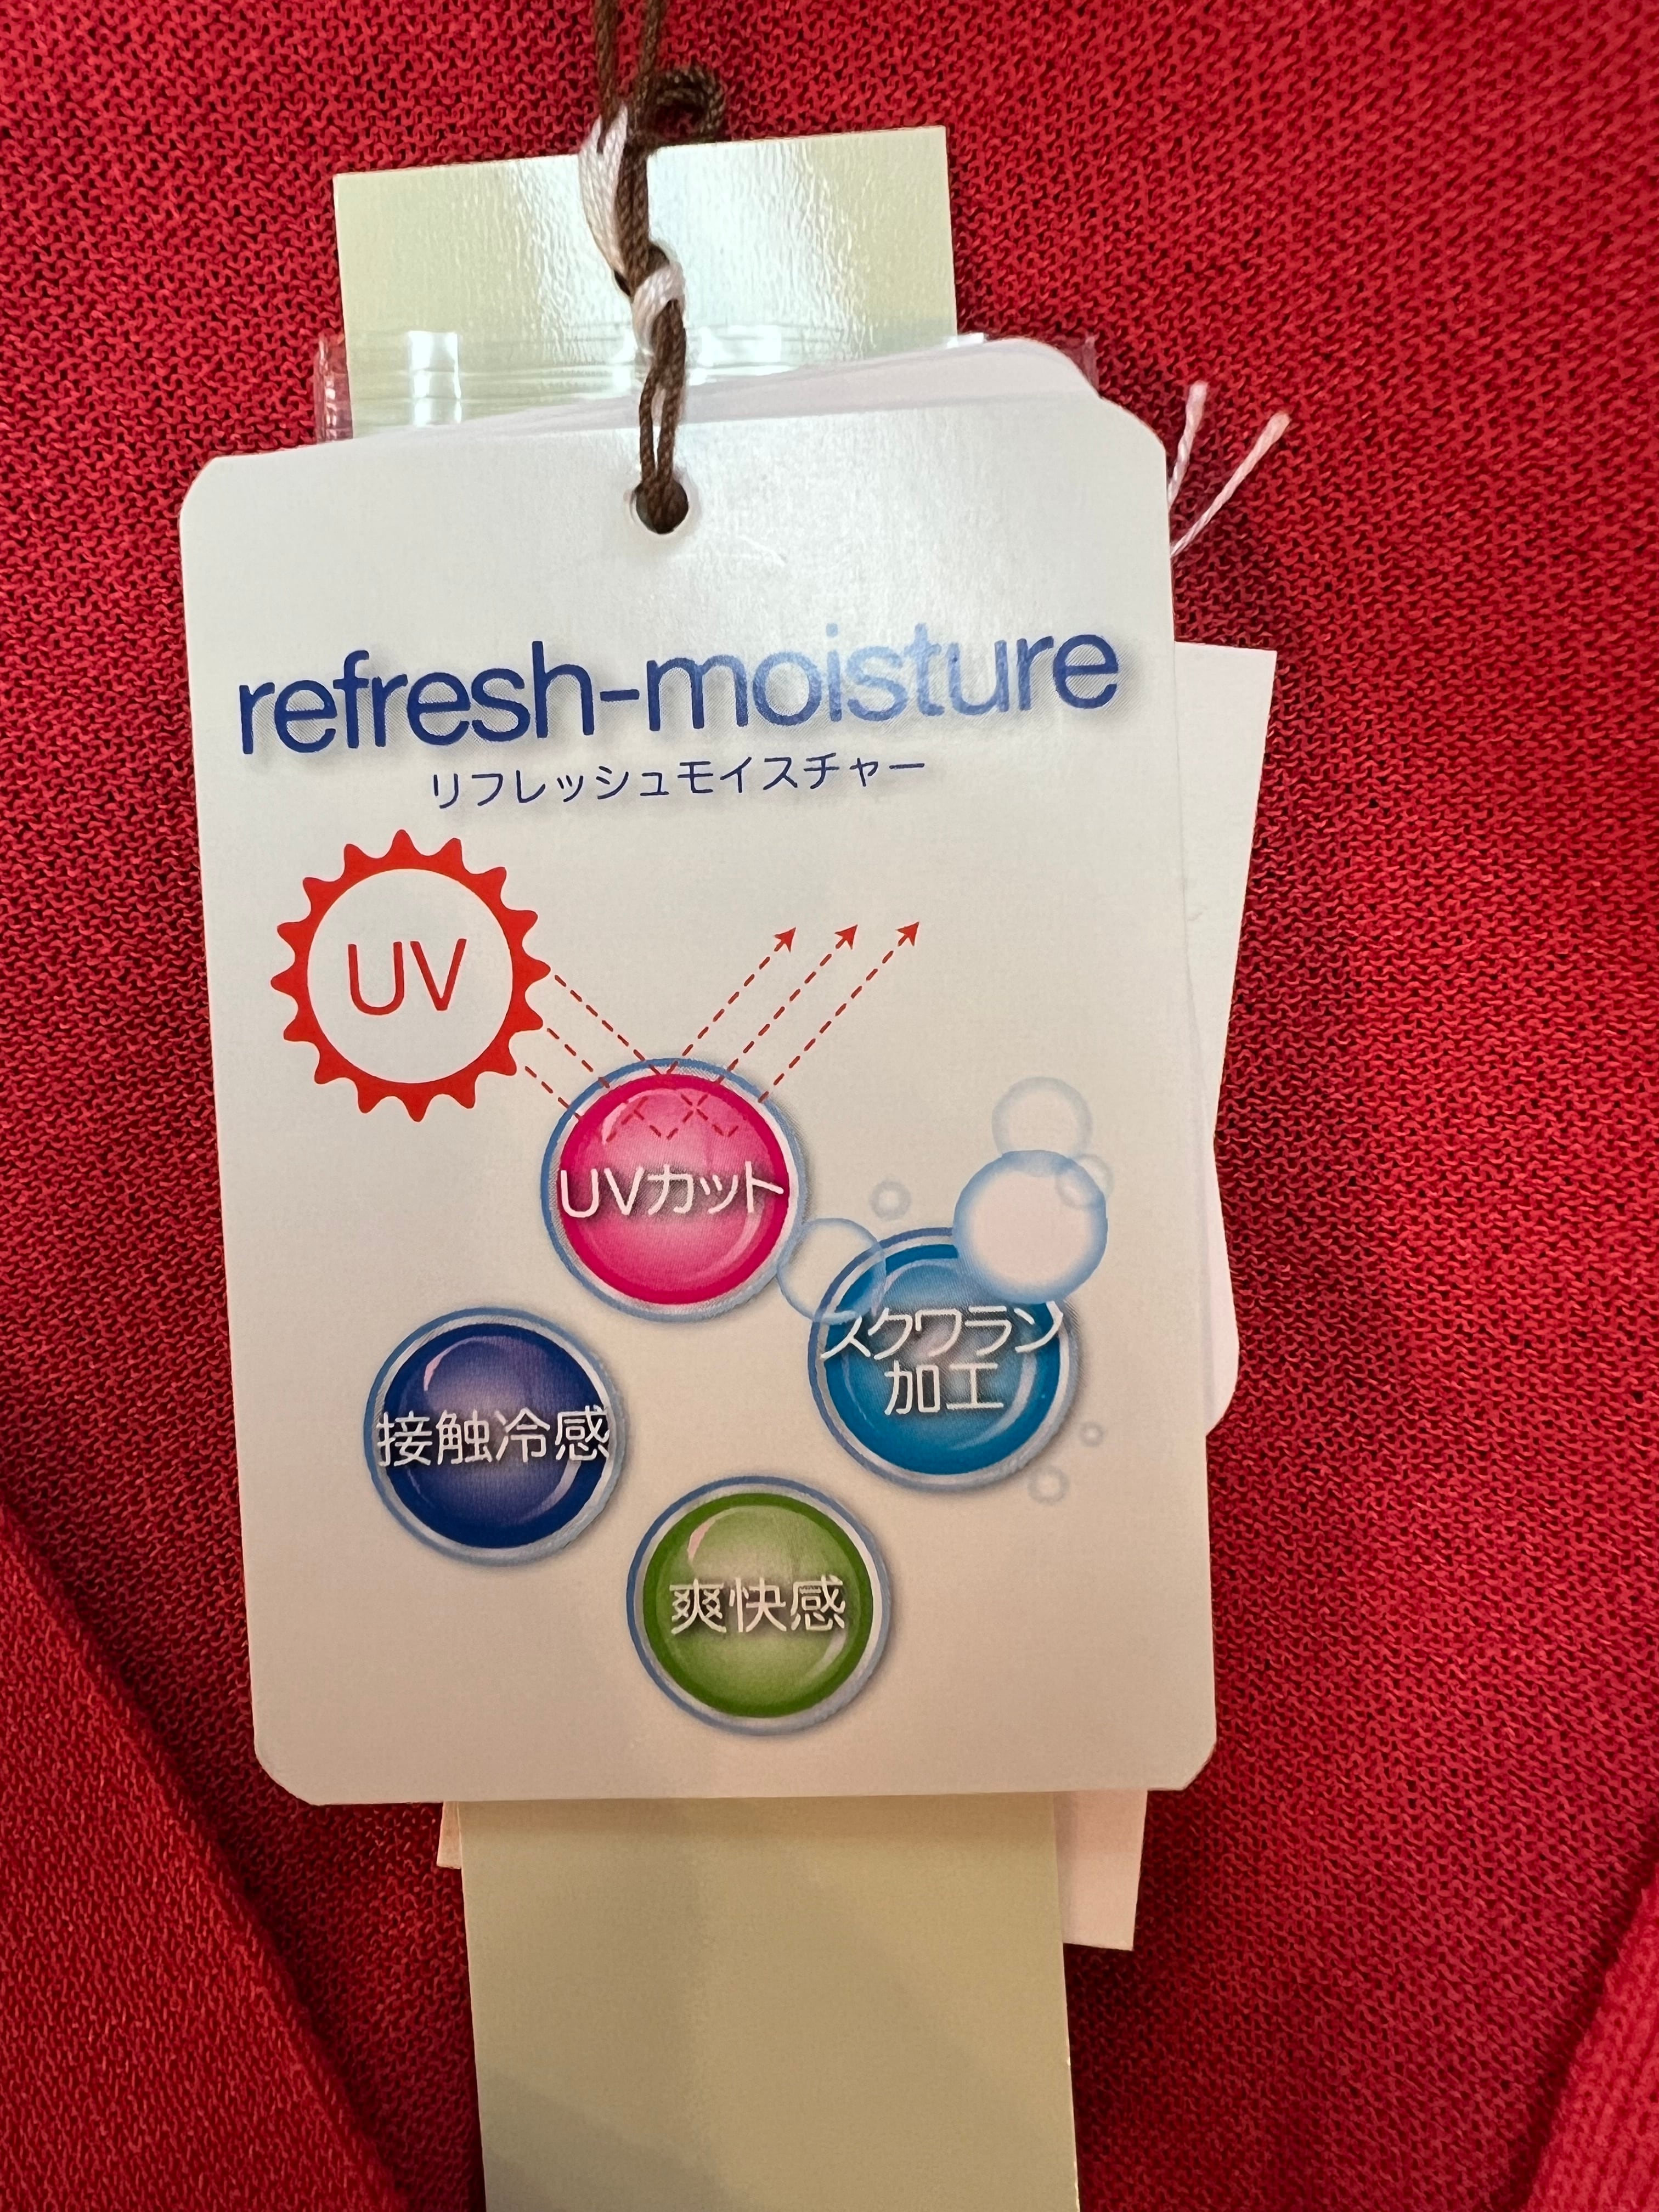 refresh-moisture
リフレッシュモイスチャー
UV
UVカット
スクワラン
加工
接触冷感
爽快感